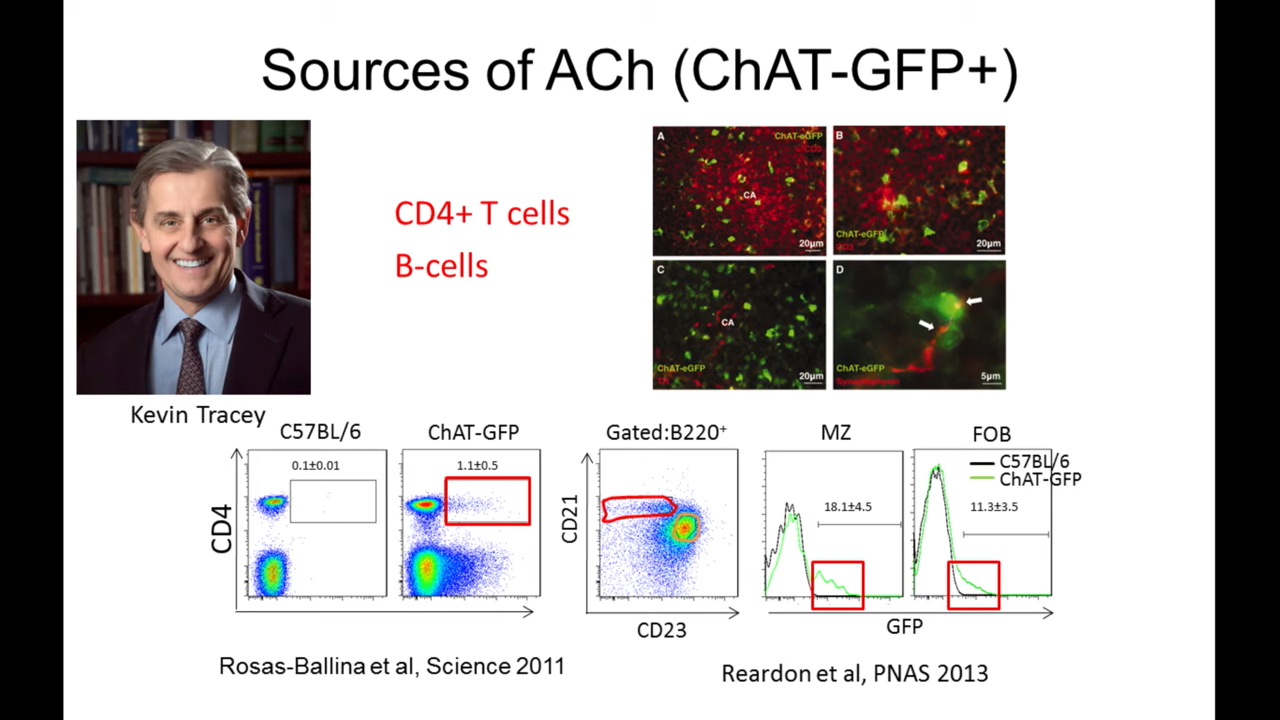 Sources of ACh (ChAT-GFP+)
CD4+ T cells
B-cells
Kevin Tracey
A
ChAT-eGFP
CA
20µm
B
ChAT-eGFP
20µm
C
CA
ChAT-eGFP
20µm
D
ChAT-eGFP
5µm
C57BL/6
ChAT-GFP
Gated:B220⁺
MZ
FOB
0.1±0.01
1.1±0.5
18.1±4.5
11.3±3.5
C57BL/6
ChAT-GFP
CD4
CD21
CD23
GFP
Rosas-Ballina et al, Science 2011
Reardon et al, PNAS 2013